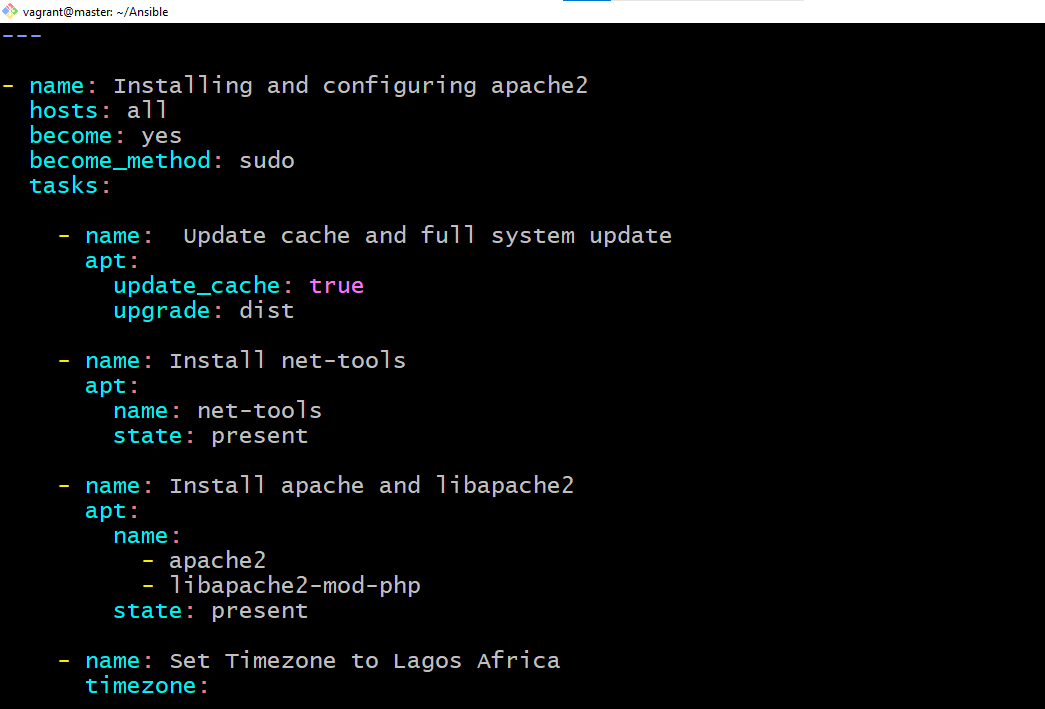 vagrant@master: ~/Ansible
---
- name: Installing and configuring apache2
  hosts: all
  become: yes
  become_method: sudo
  tasks:
    - name:  Update cache and full system update
      apt:
        update_cache: true
        upgrade: dist
    - name: Install net-tools
      apt:
        name: net-tools
        state: present
    - name: Install apache and libapache2
      apt:
        name:
          - apache2
          - libapache2-mod-php
        state: present
    - name: Set Timezone to Lagos Africa
      timezone: